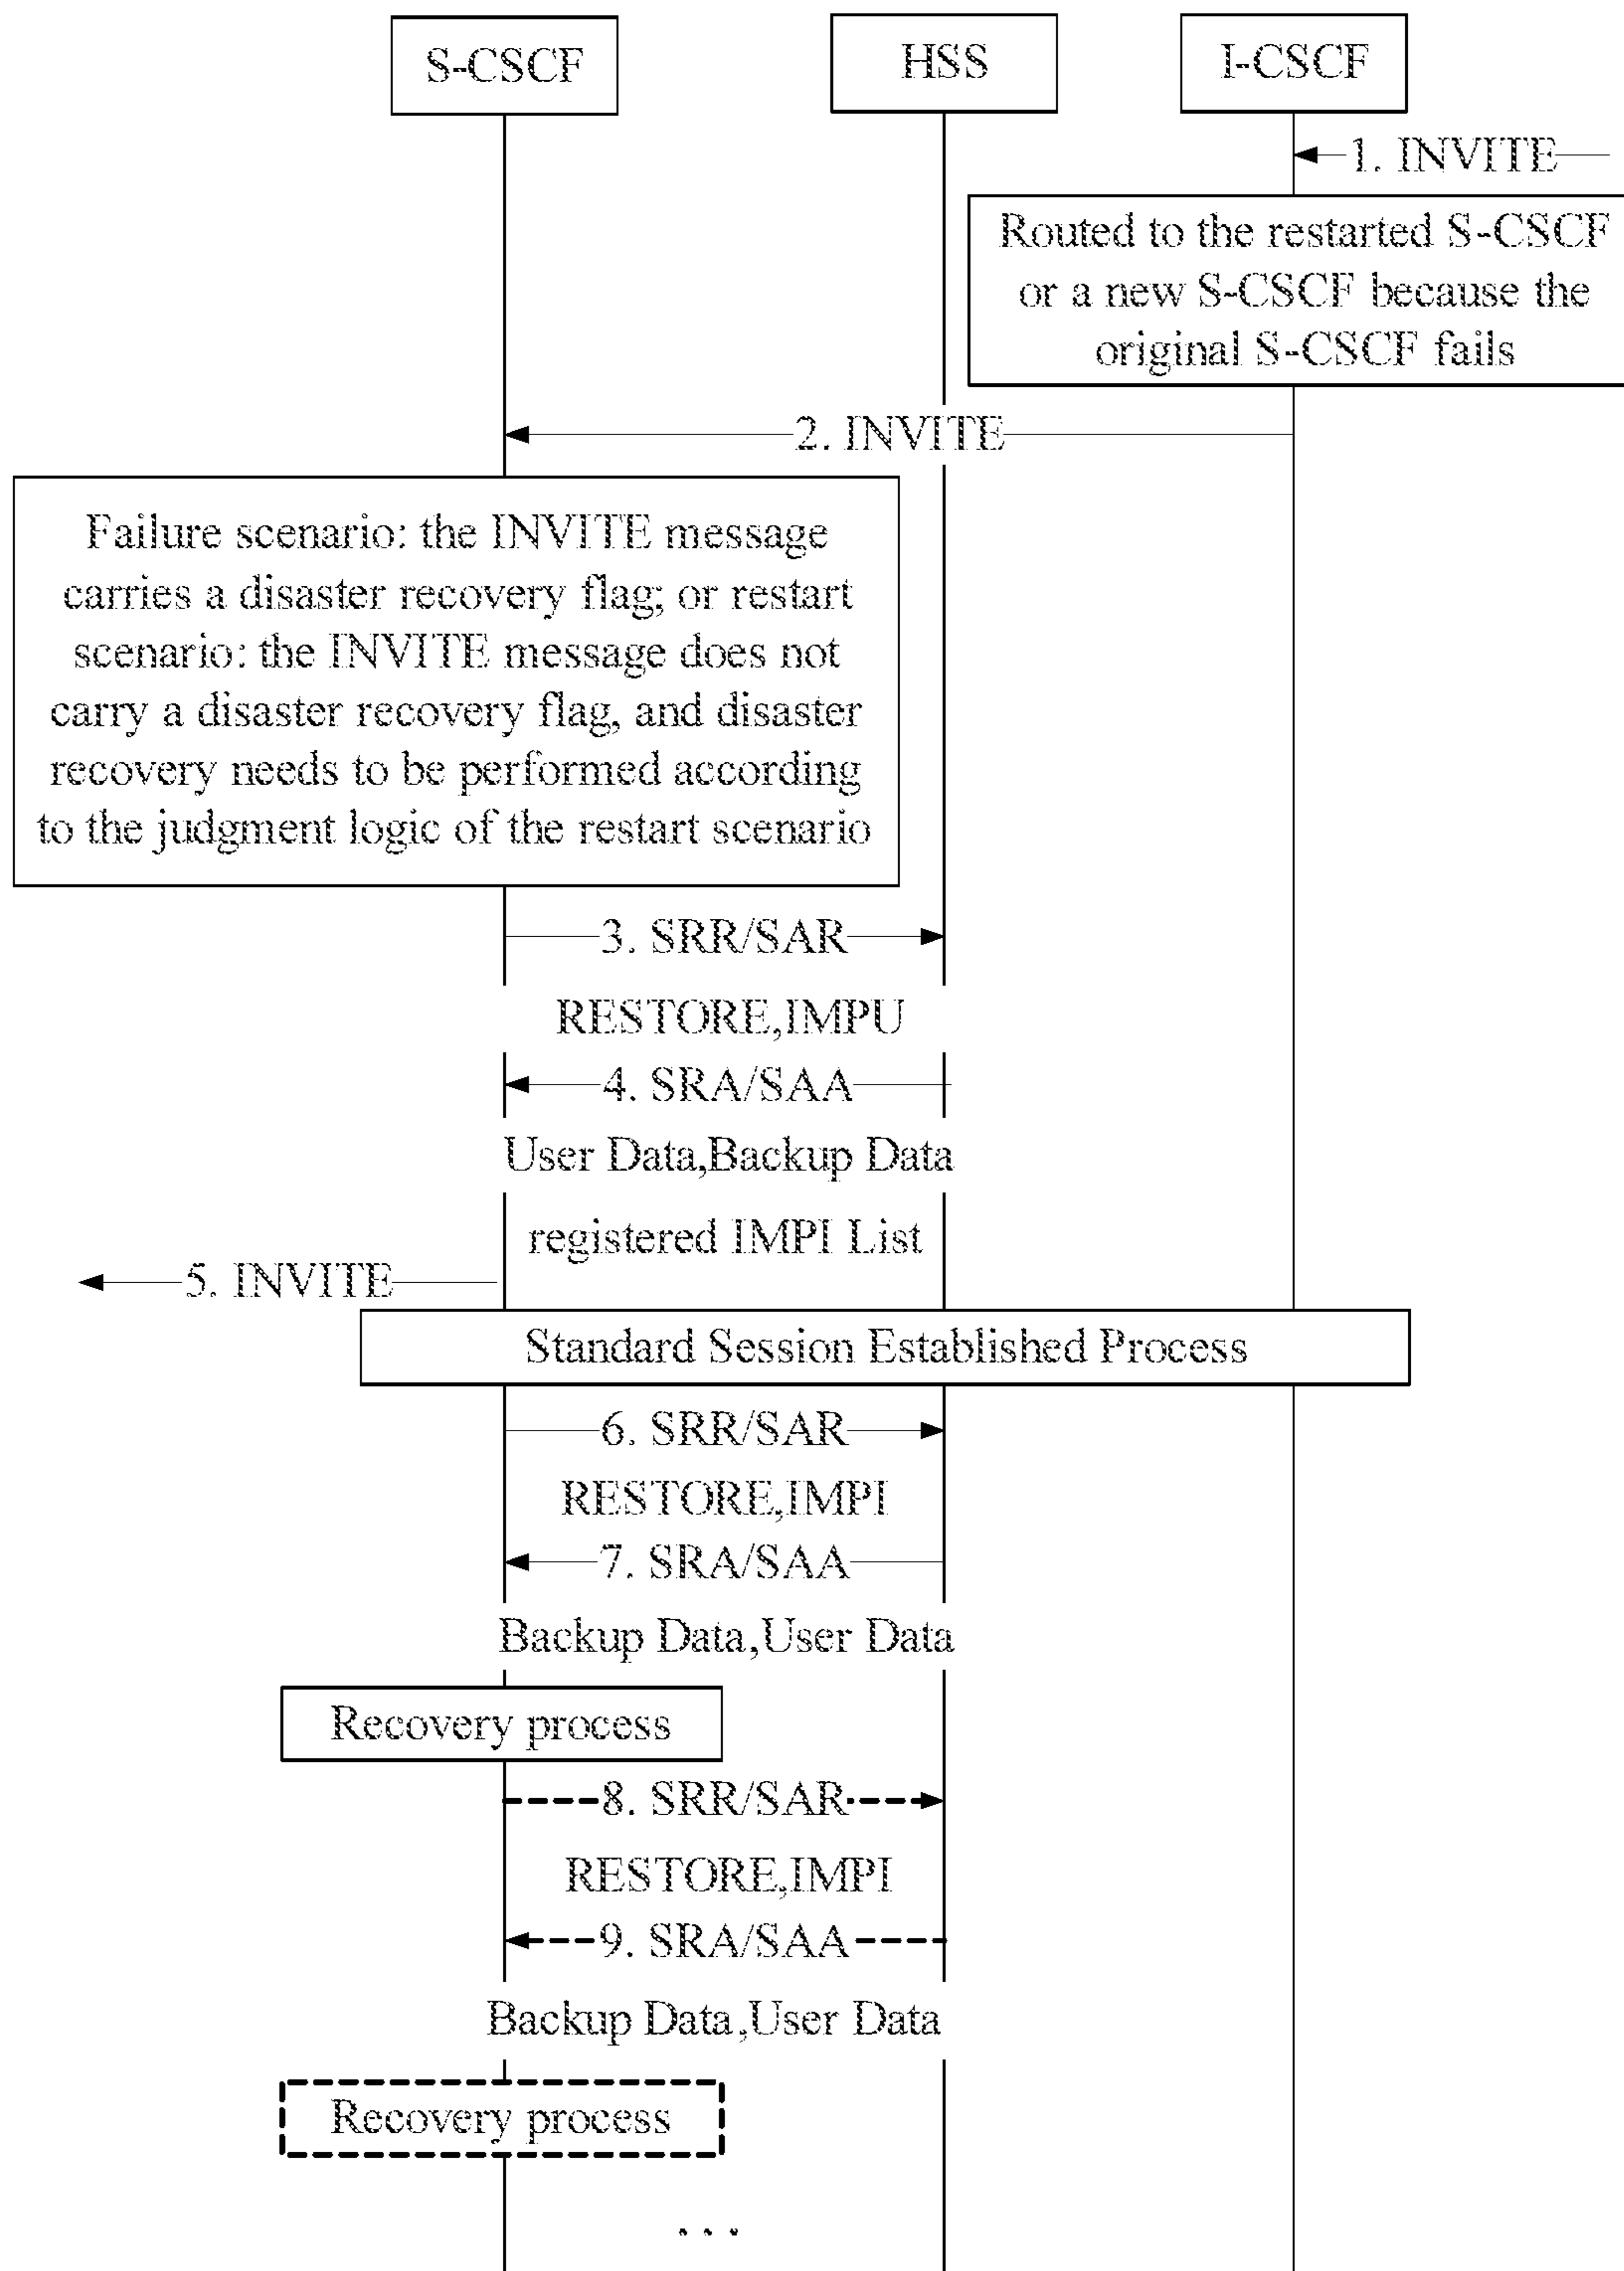 S-CSCF
HSS
I-CSCF
1. INVITE
Routed to the restarted S-CSCF
or a new S-CSCF because the
original S-CSCF fails
2. INVITE
Failure scenario: the INVITE message
carries a disaster recovery flag; or restart
scenario: the INVITE message does not
carry a disaster recovery flag, and disaster
recovery needs to be performed according
to the judgment logic of the restart scenario
3. SRR/SAR
RESTORE,IMPU
4. SRA/SAA
User Data,Backup Data
registered IMPI List
5. INVITE
Standard Session Established Process
6. SRR/SAR
RESTORE,IMPI
7. SRA/SAA
Backup Data,User Data
Recovery process
8. SRR/SAR
RESTORE,IMPI
9. SRA/SAA
Backup Data,User Data
Recovery process
...